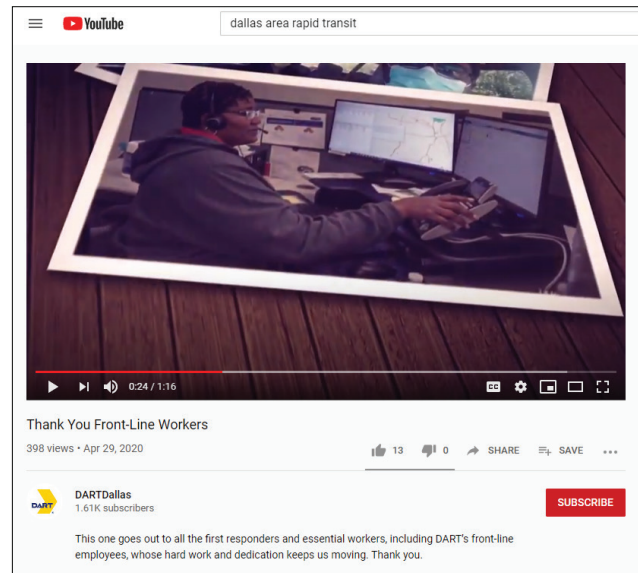 YouTube
dallas area rapid transit
0:24 / 1:16
CC
Thank You Front-Line Workers
398 views • Apr 29, 2020
13
0
SHARE
SAVE
DART
DARTDallas
1.61K subscribers
SUBSCRIBE
This one goes out to all the first responders and essential workers, including DART's front-line
employees, whose hard work and dedication keeps us moving. Thank you.